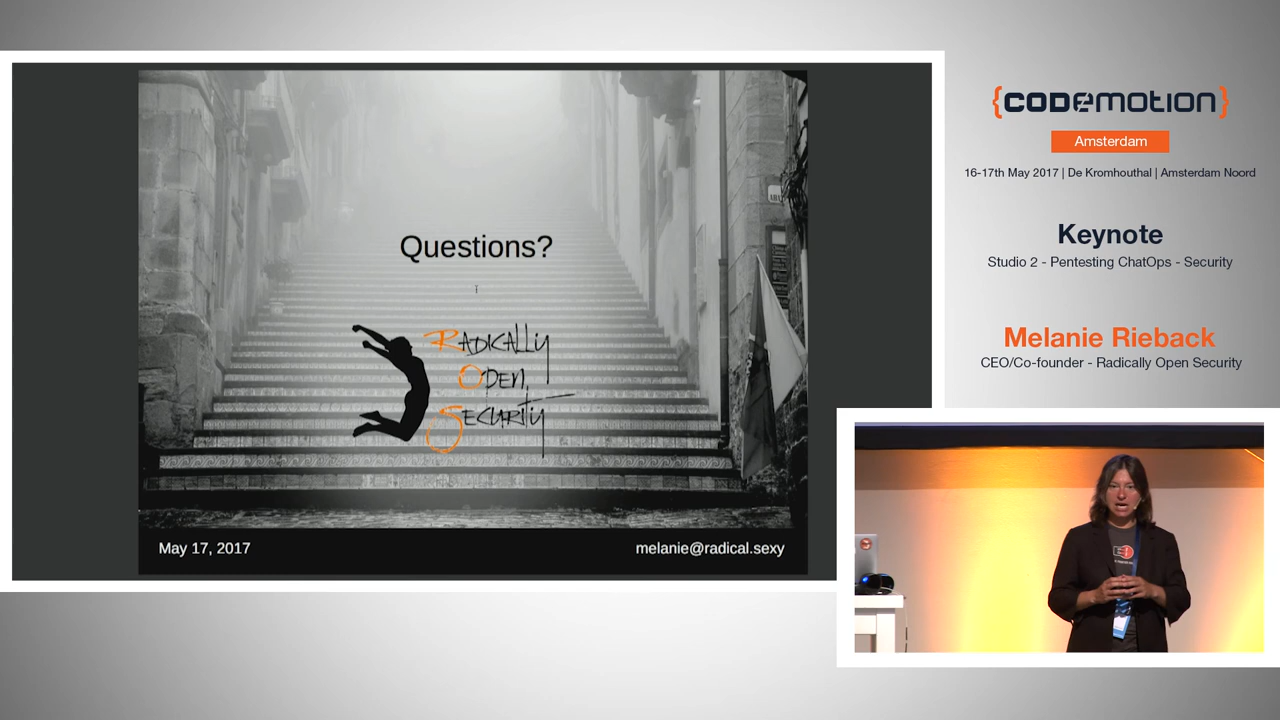 Questions?
RADICALLY
OPEN
SECURITY
May 17, 2017
melanie@radical.sexy
{CODEMOTION}
Amsterdam
16-17th May 2017 | De Kromhouthal | Amsterdam Noord
Keynote
Studio 2 - Pentesting ChatOps - Security
Melanie Rieback
CEO/Co-founder - Radically Open Security